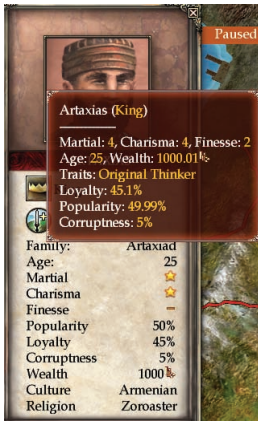 Paused
Artaxias (King)
Martial: 4, Charisma: 4, Finesse: 2
Age: 25, Wealth: 1000.01
Traits: Original Thinker
Loyalty: 45.1%
Popularity: 49.99%
Corruptness: 5%
Family: Artaxiad
Age: 25
Martial
Charisma
Finesse
Popularity 50%
Loyalty 45%
Corruptness 5%
Wealth 1000
Culture Armenian
Religion Zoroaster